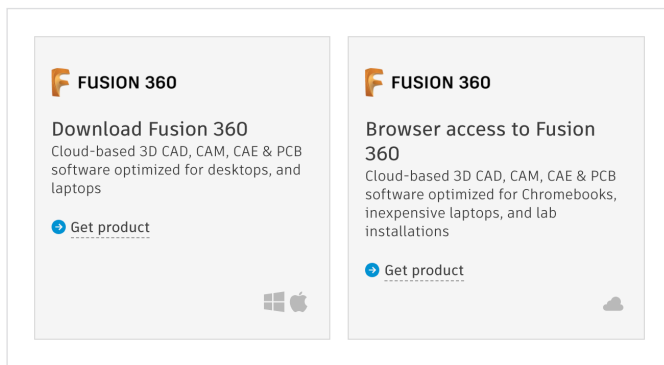 FUSION 360
Download Fusion 360
Cloud-based 3D CAD, CAM, CAE & PCB
software optimized for desktops, and
laptops
Get product
FUSION 360
Browser access to Fusion
360
Cloud-based 3D CAD, CAM, CAE & PCB
software optimized for Chromebooks,
inexpensive laptops, and lab
installations
Get product